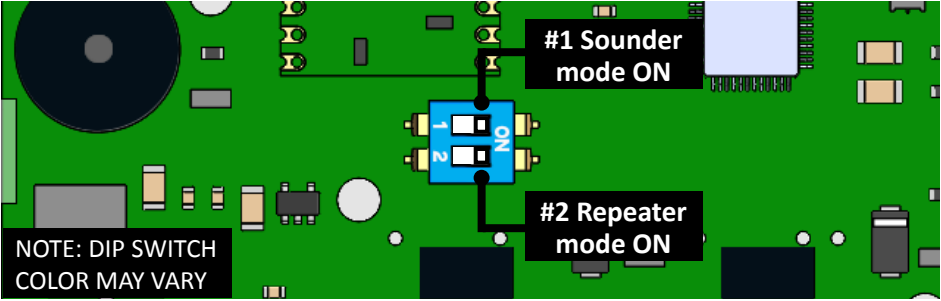 #1 Sounder
mode ON
1
2
ON
#2 Repeater
mode ON
NOTE: DIP SWITCH
COLOR MAY VARY